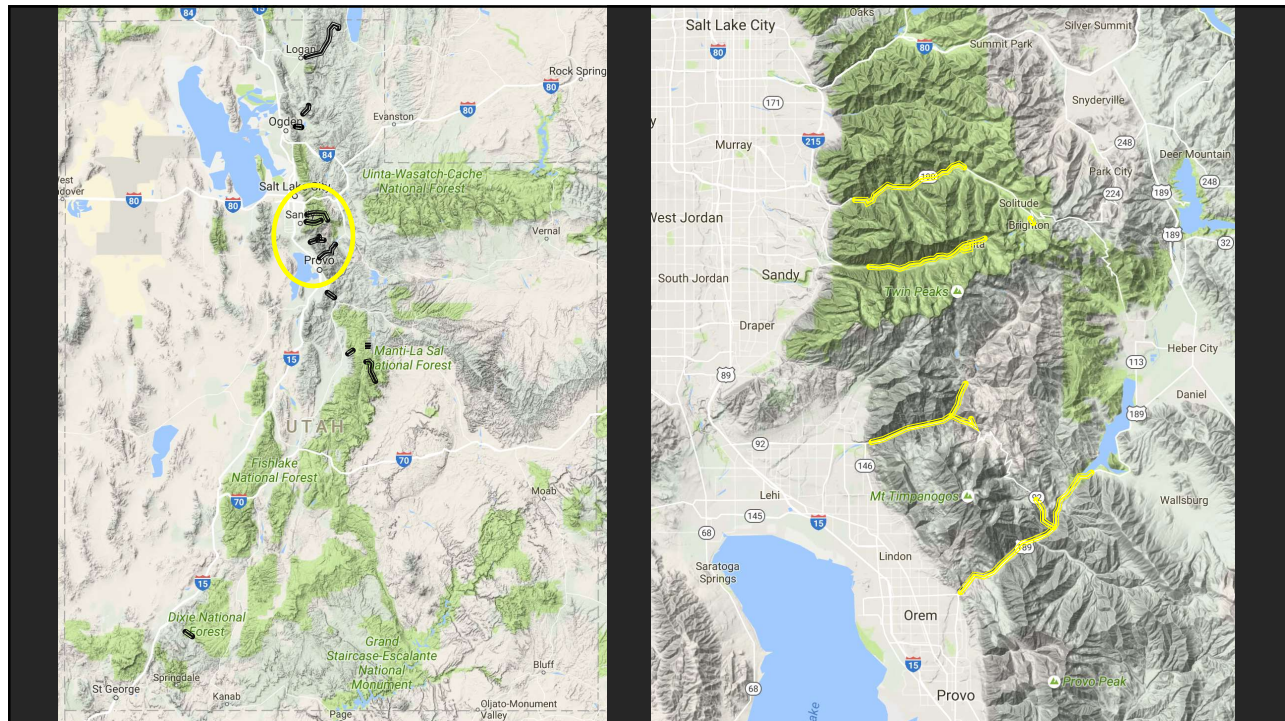 84
15
Logan
Rock Spring
80
80
Evanston
Ogden
84
Uinta-Wasatch-Cache
National Forest
Salt Lake
80
80
Vernal
Provo
15
Manti-La Sal
National Forest
UTAH
70
Fishlake
National Forest
70
Moab
15
Dixie National
Forest
Grand
Staircase-Escalante
National
Monument
Springdale
St George
Kanab
Bluff
Page
Oljato-Monument
Valley
Salt Lake City
Oaks
80
80
Summit Park
Silver Summit
171
Snyderville
215
Murray
248
Deer Mountain
Park City
190
224
189
248
West Jordan
Solitude
Brighton
189
32
South Jordan
Sandy
Twin Peaks
Draper
113
Heber City
89
Daniel
189
92
146
Lehi
Mt Timpanogos
92
Wallsburg
145
15
68
189
Lindon
Saratoga
Springs
Orem
15
68
Provo
Provo Peak